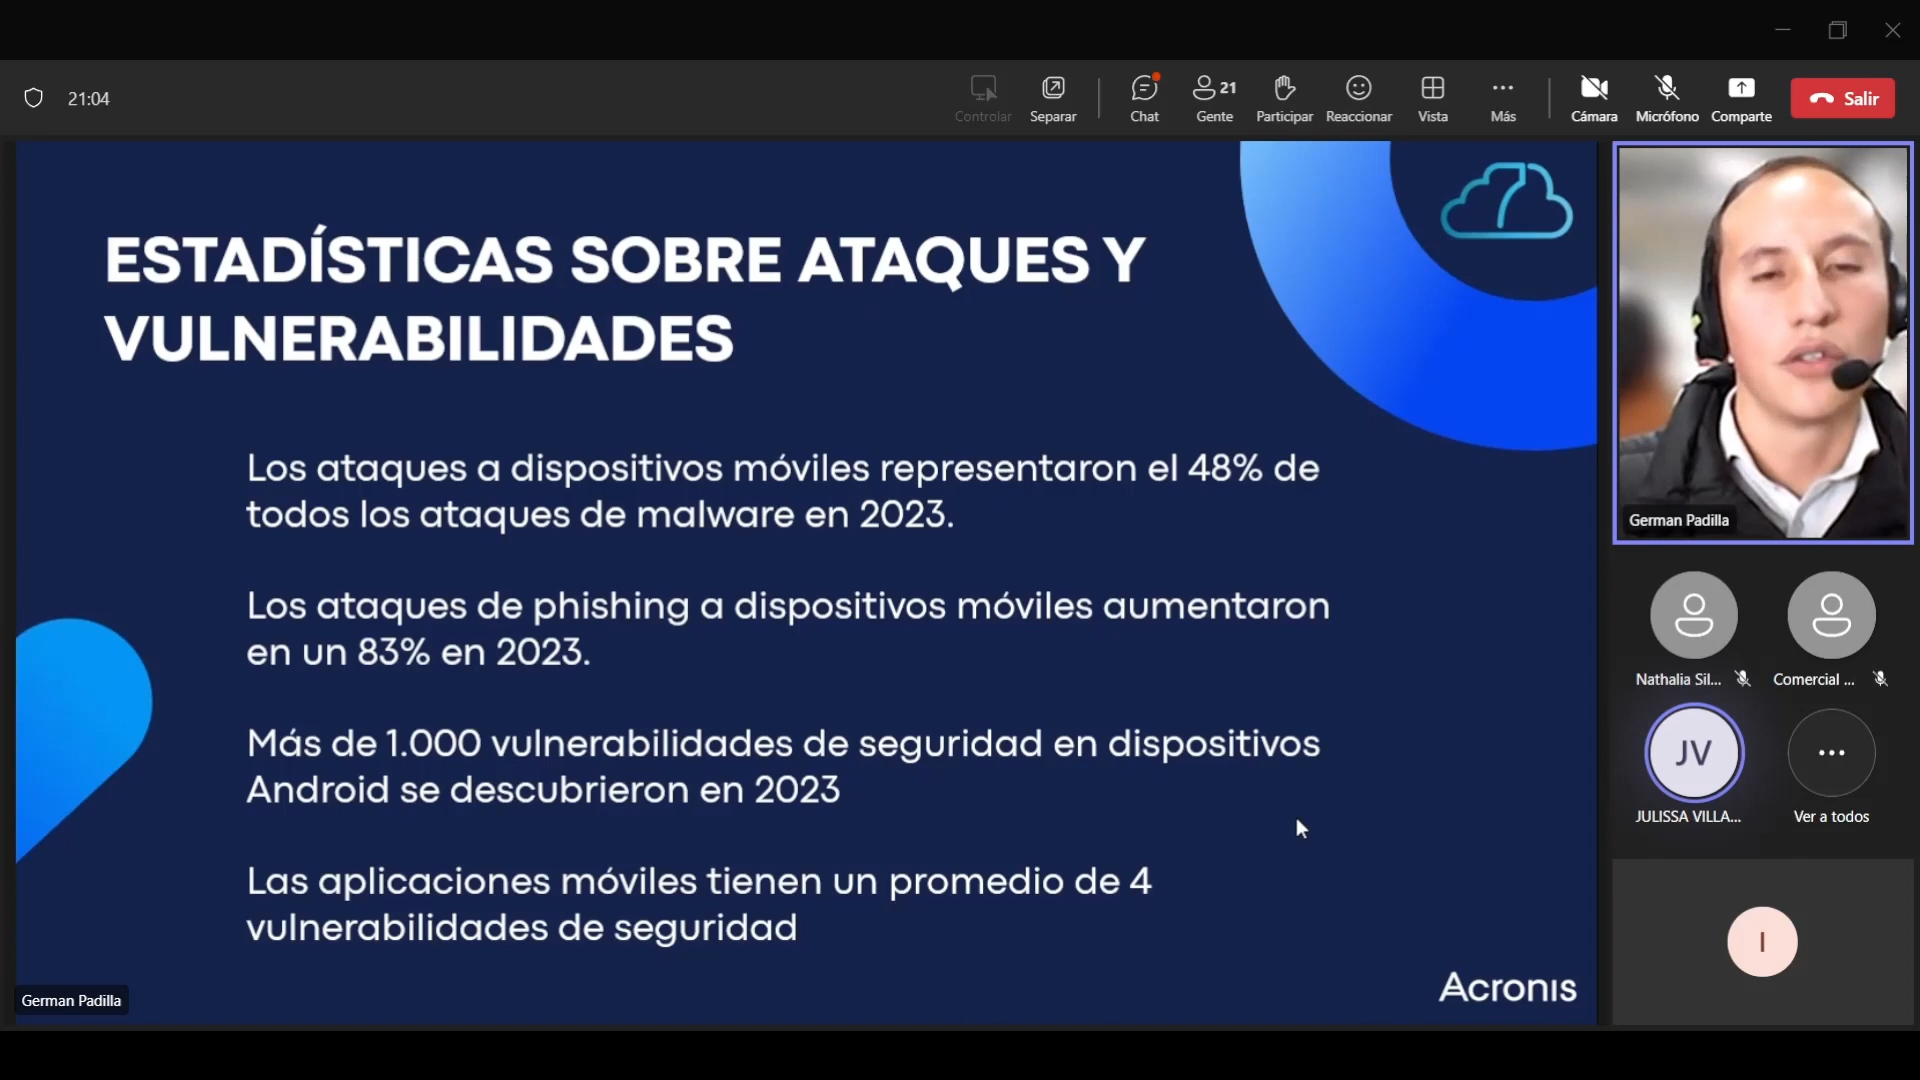 21:04
Controlar
Separar
Chat
21
Gente
Participar
Reaccionar
Vista
Más
Cámara
Micrófono
Comparte
Salir
ESTADÍSTICAS SOBRE ATAQUES Y
VULNERABILIDADES
Los ataques a dispositivos móviles representaron el 48% de
todos los ataques de malware en 2023.
Los ataques de phishing a dispositivos móviles aumentaron
en un 83% en 2023.
Más de 1.000 vulnerabilidades de seguridad en dispositivos
Android se descubrieron en 2023
Las aplicaciones móviles tienen un promedio de 4
vulnerabilidades de seguridad
Acronis
German Padilla
7
German Padilla
Nathalia Sil...
Comercial ...
JV
JULISSA VILLA...
Ver a todos
I